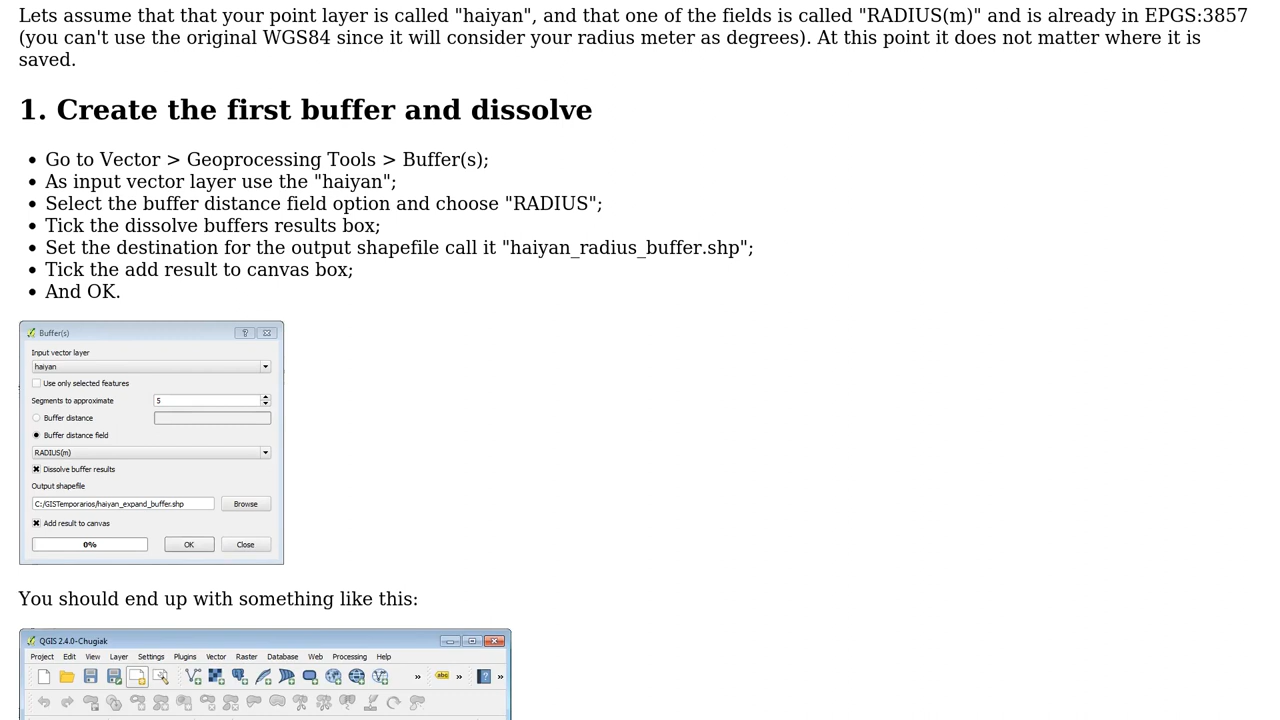 Lets assume that that your point layer is called "haiyan", and that one of the fields is called "RADIUS(m)" and is already in EPGS:3857
(you can't use the original WGS84 since it will consider your radius meter as degrees). At this point it does not matter where it is
saved.
1. Create the first buffer and dissolve
• Go to Vector > Geoprocessing Tools > Buffer(s);
• As input vector layer use the "haiyan";
• Select the buffer distance field option and choose "RADIUS";
• Tick the dissolve buffers results box;
• Set the destination for the output shapefile call it "haiyan_radius_buffer.shp";
• Tick the add result to canvas box;
• And OK.
Buffer(s)
Input vector layer
haiyan
Use only selected features
Segments to approximate 5
Buffer distance
Buffer distance field
RADIUS(m)
Dissolve buffer results
Output shapefile
C:/GISTemporarios/haiyan_expand_buffer.shp Browse
Add result to canvas
0% OK Close
You should end up with something like this:
QGIS 2.4.0-Chugiak
Project Edit View Layer Settings Plugins Vector Raster Database Web Processing Help
» abc » ? »